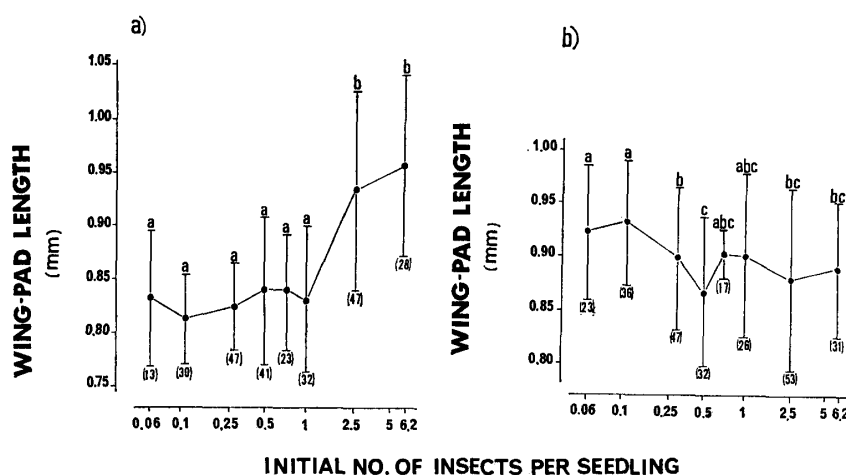 a)
WING-PAD LENGTH
(mm)
1.05
1.00
0.95
0.90
0.85
0.80
0.75
a a a a a a b b
(13) (39) (47) (41) (23) (32) (47) (28)
0.06 0.1 0.25 0.5 1 2.5 5 6.2
b)
WING-PAD LENGTH
(mm)
1.00
0.95
0.90
0.85
0.80
a a b c abc abc bc bc
(23) (36) (47) (32) (17) (26) (53) (31)
0.06 0.1 0.25 0.5 1 2,5 5 6,2
INITIAL NO. OF INSECTS PER SEEDLING